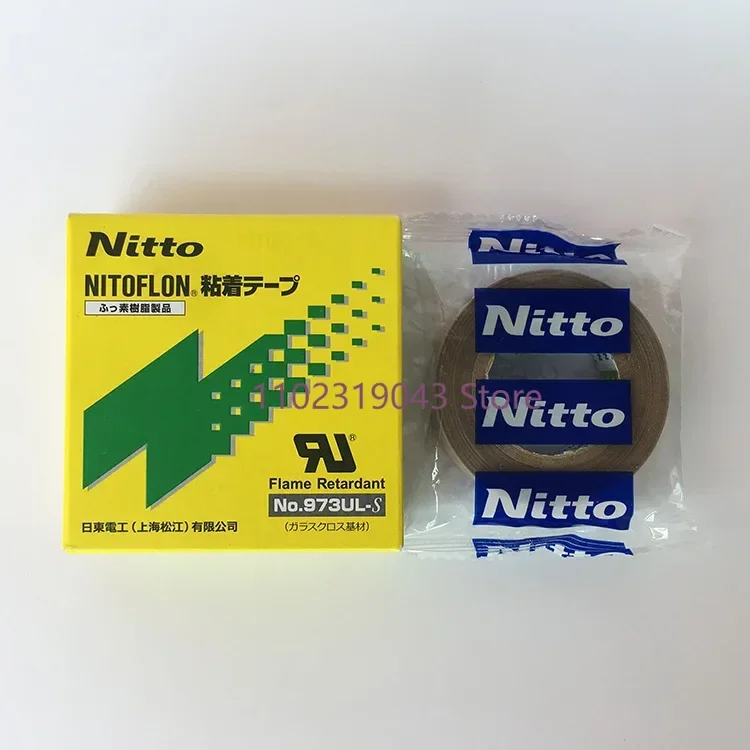 Nitto
NITOFLON® 粘着テープ
ふっ素樹脂製品
1102319043 Store
RU®
Flame Retardant
No.973UL-S
日東電工(上海松江)有限公司
(ガラスクロス基材)
Nitto
Nitto
Nitto
Nitto